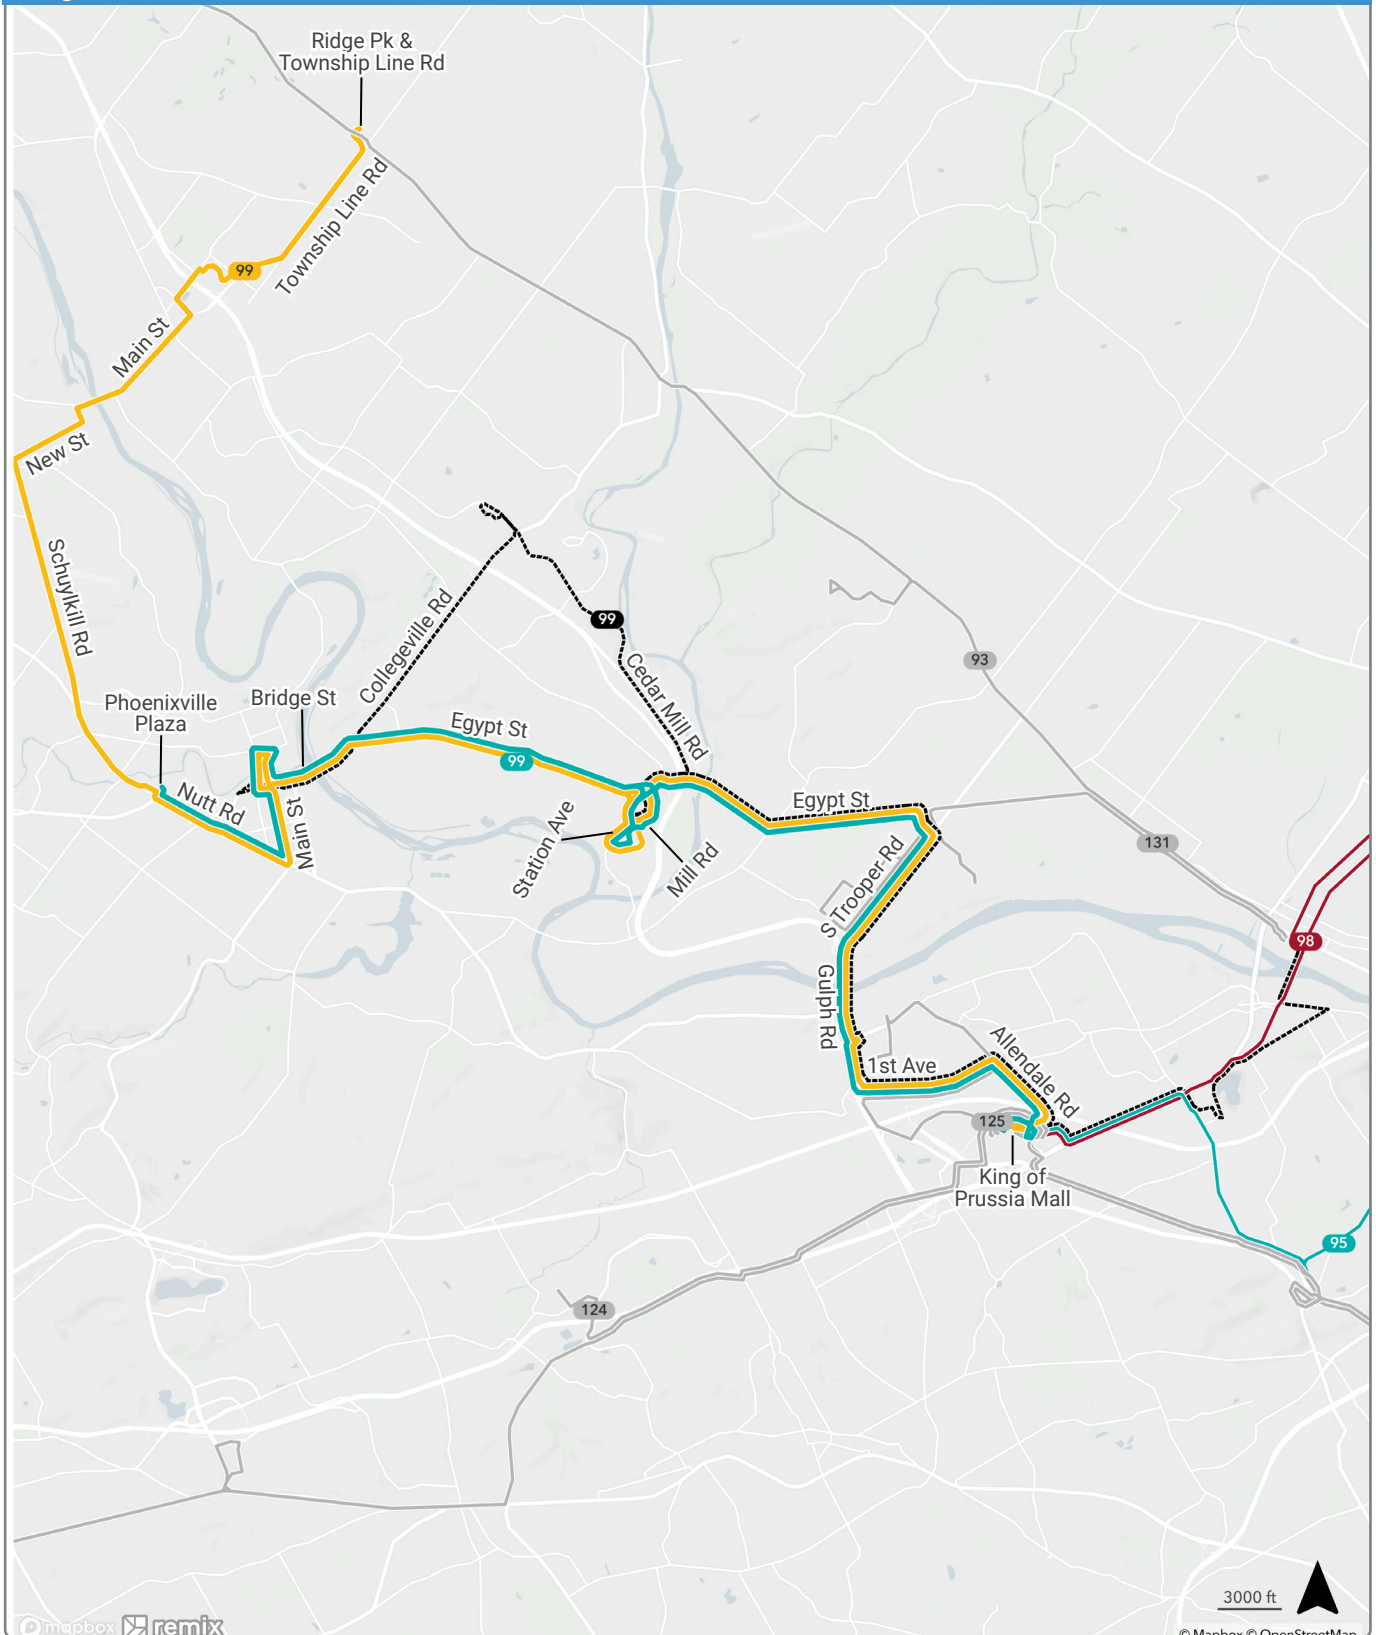 Ridge Pk &
Township Line Rd
Township Line Rd
99
Main St
New St
Schuylkill Rd
Collegeville Rd
99
Cedar Mill Rd
93
Phoenixville
Plaza
Bridge St
Egypt St
99
Nutt Rd
Main St
Station Ave
Mill Rd
Egypt St
S Trooper Rd
131
98
Gulph Rd
1st Ave
Allendale Rd
125
King of
Prussia Mall
95
124
3000 ft
mapbox remix
© Mapbox © OpenStreetMap